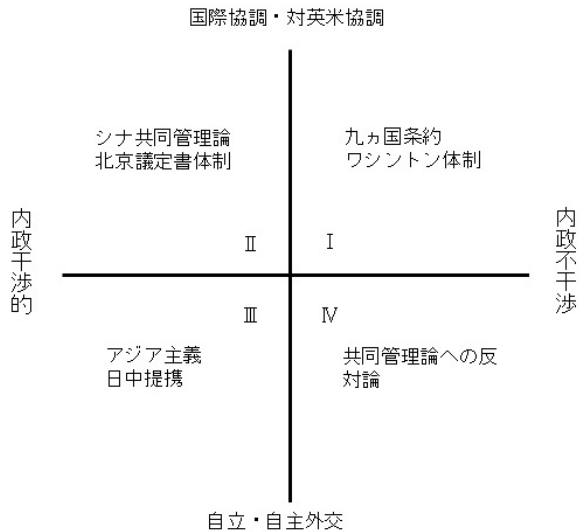 国際協調・対英米協調
シナ共同管理論
北京議定書体制
九ヵ国条約
ワシントン体制
内政干渉的
内政不干渉
Ⅱ
Ⅰ
Ⅲ
Ⅳ
アジア主義
日中提携
共同管理論への反
対論
自立・自主外交